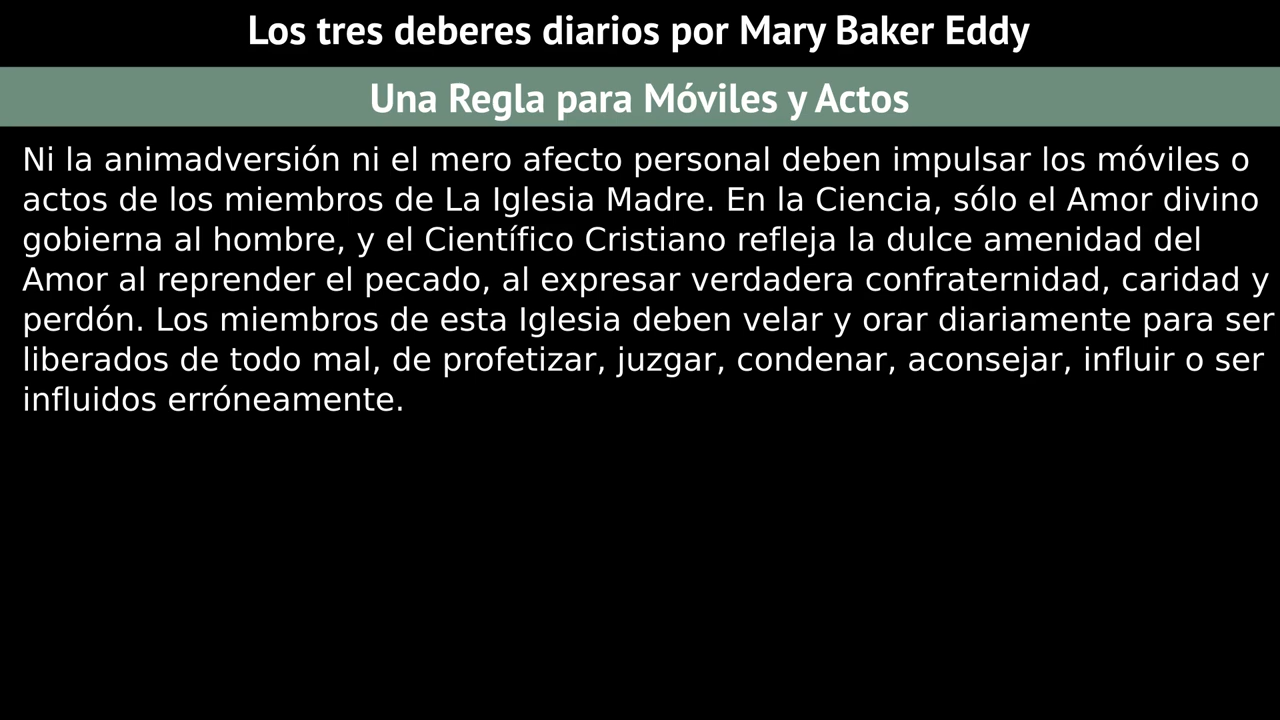 Los tres deberes diarios por Mary Baker Eddy
Una Regla para Móviles y Actos
Ni la animadversión ni el mero afecto personal deben impulsar los móviles o
actos de los miembros de La Iglesia Madre. En la Ciencia, sólo el Amor divino
gobierna al hombre, y el Científico Cristiano refleja la dulce amenidad del
Amor al reprender el pecado, al expresar verdadera confraternidad, caridad y
perdón. Los miembros de esta Iglesia deben velar y orar diariamente para ser
liberados de todo mal, de profetizar, juzgar, condenar, aconsejar, influir o ser
influidos erróneamente.